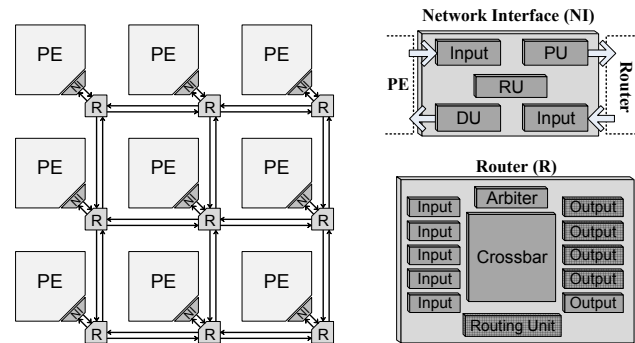 PE PE PE
NI NI NI
R R R
PE PE PE
NI NI NI
R R R
PE PE PE
NI NI NI
R R R
Network Interface (NI)
Input PU
PE RU Router
DU Input
Router (R)
Arbiter
Input Output
Input Output
Input Crossbar Output
Input Output
Input Output
Routing Unit